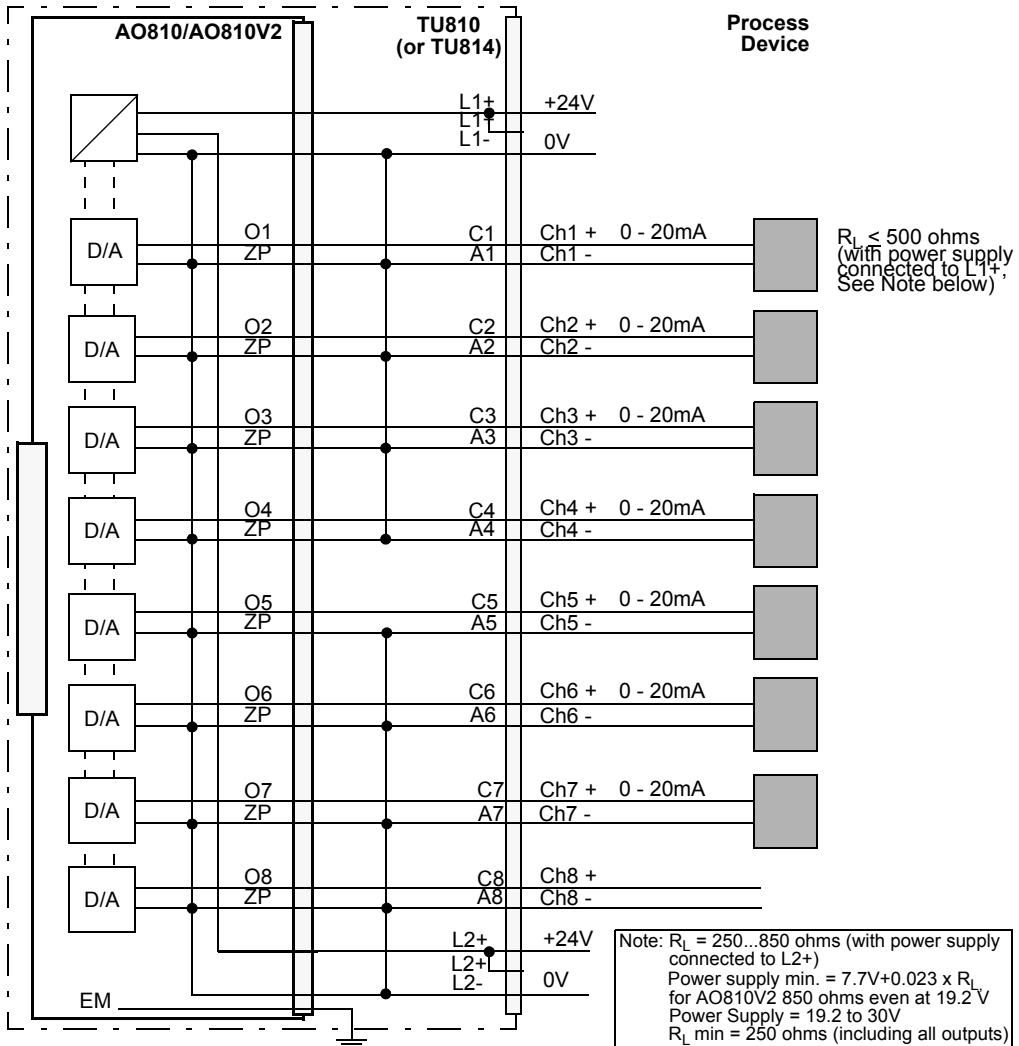 AO810/AO810V2
TU810
(or TU814)
Process
Device
L1+
+24V
L1+
L1-
0V
D/A
O1
C1
Ch1 +
0 - 20mA
ZP
A1
Ch1 -
RL ≤ 500 ohms
(with power supply
connected to L1+,
See Note below)
D/A
O2
C2
Ch2 +
0 - 20mA
ZP
A2
Ch2 -
D/A
O3
C3
Ch3 +
0 - 20mA
ZP
A3
Ch3 -
D/A
O4
C4
Ch4 +
0 - 20mA
ZP
A4
Ch4 -
D/A
O5
C5
Ch5 +
0 - 20mA
ZP
A5
Ch5 -
D/A
O6
C6
Ch6 +
0 - 20mA
ZP
A6
Ch6 -
D/A
O7
C7
Ch7 +
0 - 20mA
ZP
A7
Ch7 -
D/A
O8
C8
Ch8 +
ZP
A8
Ch8 -
L2+
+24V
L2+
L2-
0V
EM
Note: RL = 250...850 ohms (with power supply
connected to L2+)
Power supply min. = 7.7V+0.023 x RL,
for AO810V2 850 ohms even at 19.2 V
Power Supply = 19.2 to 30V
RL min = 250 ohms (including all outputs)